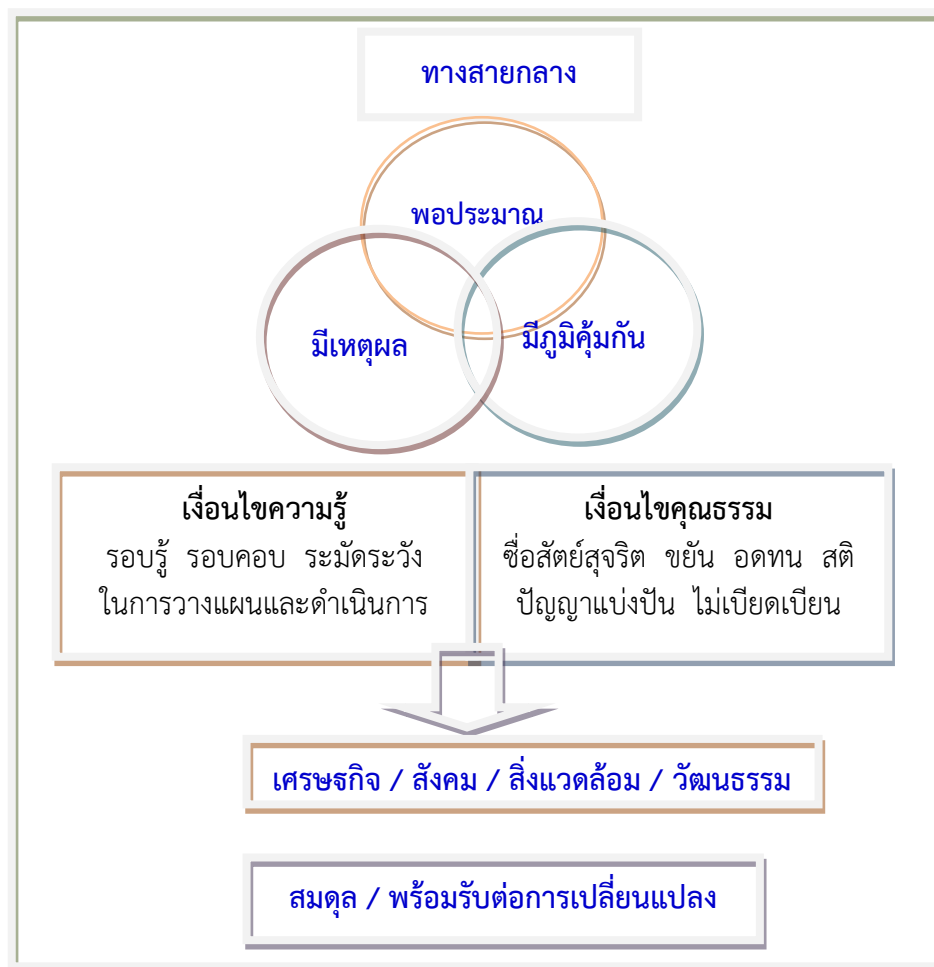 ทางสายกลาง
พอประมาณ
มีเหตุผล
มีภูมิคุ้มกัน
เงื่อนไขความรู้
รอบรู้ รอบคอบ ระมัดระวัง
ในการวางแผนและดำเนินการ
เงื่อนไขคุณธรรม
ซื่อสัตย์สุจริต ขยัน อดทน สติ
ปัญญาแบ่งปัน ไม่เบียดเบียน
เศรษฐกิจ / สังคม / สิ่งแวดล้อม / วัฒนธรรม
สมดุล / พร้อมรับต่อการเปลี่ยนแปลง